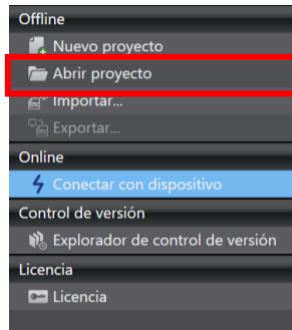 Offline
Nuevo proyecto
Abrir proyecto
Importar...
Exportar...
Online
Conectar con dispositivo
Control de versión
Explorador de control de versión
Licencia
Licencia